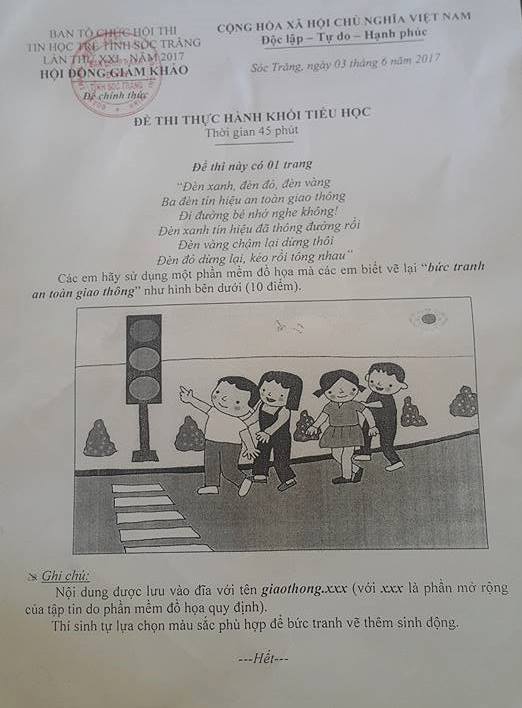 BAN TỔ CHỨC HỘI THI
TIN HỌC TRẺ TỈNH SÓC TRĂNG
LẦN THỨ XXI - NĂM 2017
HỘI ĐỒNG GIÁM KHẢO
Đề chính thức
CỘNG HÒA XÃ HỘI CHỦ NGHĨA VIỆT NAM
Độc lập – Tự do – Hạnh phúc
Sóc Trăng, ngày 03 tháng 6 năm 2017
ĐỀ THI THỰC HÀNH KHỐI TIỂU HỌC
Thời gian 45 phút
Đề thi này có 01 trang
“Đèn xanh, đèn đỏ, đèn vàng
Ba đèn tín hiệu an toàn giao thông
Đi đường bé nhớ nghe không!
Đèn xanh tín hiệu đã thông đường rồi
Đèn vàng chậm lại dừng thôi
Đèn đỏ dừng lại, kẻo rồi tông nhau”
Các em hãy sử dụng một phần mềm đồ họa mà các em biết vẽ lại “bức tranh
an toàn giao thông” như hình bên dưới (10 điểm).
Ghi chú:
Nội dung được lưu vào đĩa với tên giaothong.xxx (với xxx là phần mở rộng
của tập tin do phần mềm đồ họa quy định).
Thí sinh tự lựa chọn màu sắc phù hợp để bức tranh vẽ thêm sinh động.
---Hết---